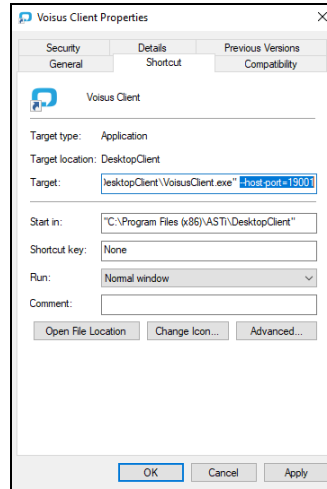 Voisus Client Properties
Security Details Previous Versions
General Shortcut Compatibility
Voisus Client
Target type: Application
Target location: DesktopClient
Target: DesktopClient\VoisusClient.exe" --host-port=19001
Start in: "C:\Program Files (x86)\ASTi\DesktopClient"
Shortcut key: None
Run: Normal window
Comment:
Open File Location Change Icon... Advanced...
OK Cancel Apply